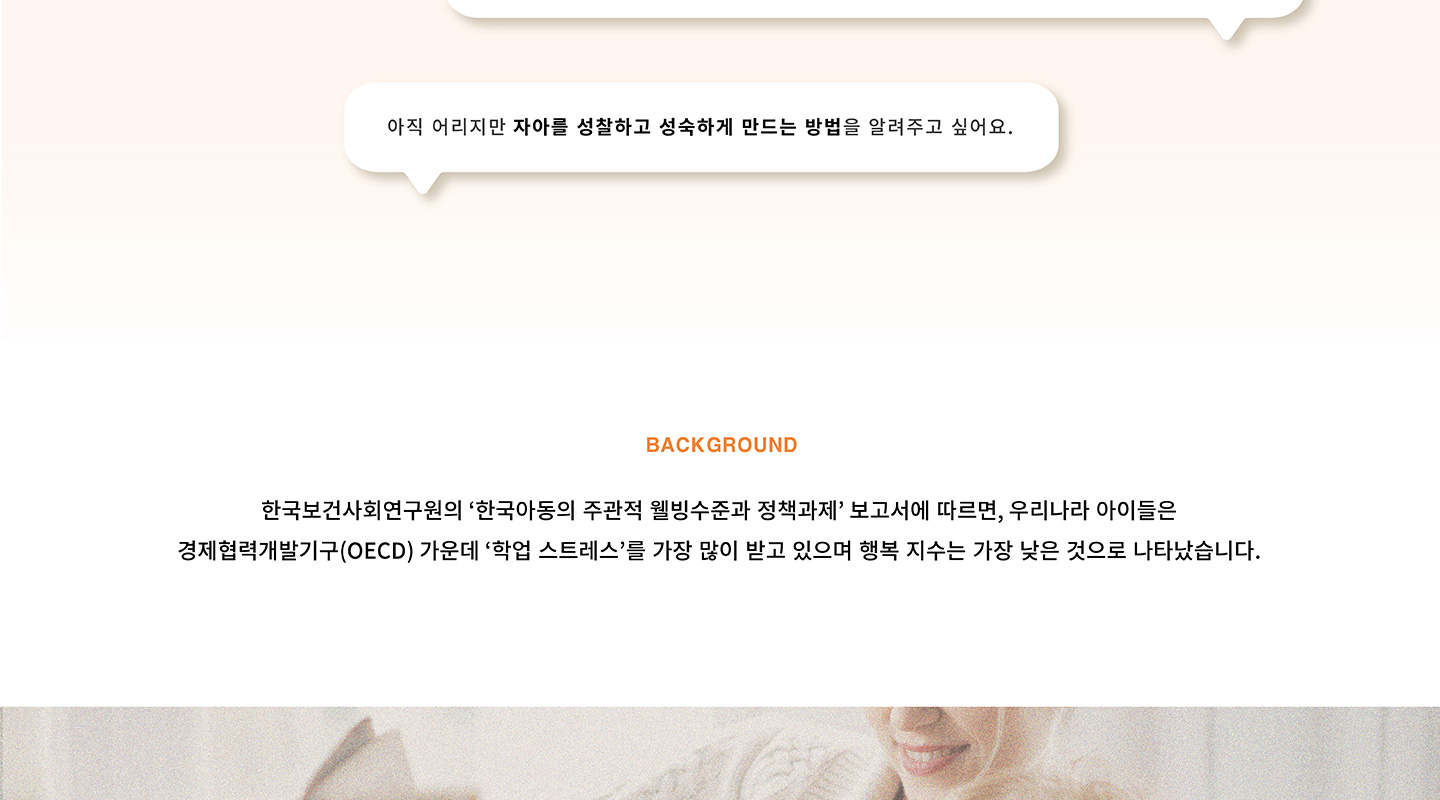 아직 어리지만 자아를 성찰하고 성숙하게 만드는 방법을 알려주고 싶어요.
BACKGROUND
한국보건사회연구원의 ‘한국아동의 주관적 웰빙수준과 정책과제’ 보고서에 따르면, 우리나라 아이들은
경제협력개발기구(OECD) 가운데 ‘학업 스트레스’를 가장 많이 받고 있으며 행복 지수는 가장 낮은 것으로 나타났습니다.